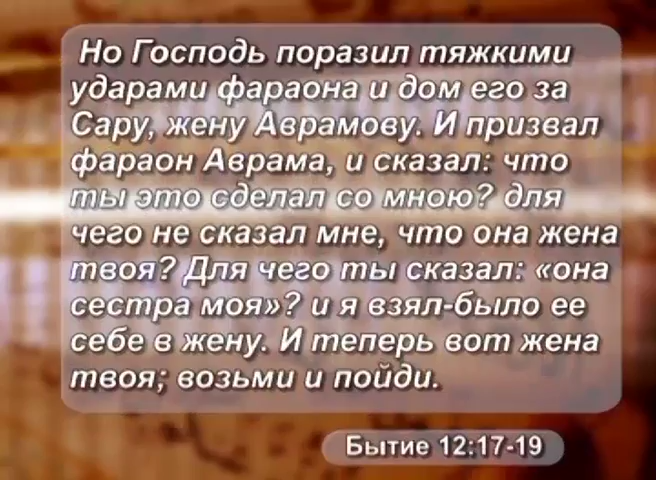 Но Господь поразил тяжкими
ударами фараона и дом его за
Сару, жену Аврамову. И призвал
фараон Аврама, и сказал: что
ты это сделал со мною? для
чего не сказал мне, что она жена
твоя? Для чего ты сказал: «она
сестра моя»? и я взял-было ее
себе в жену. И теперь вот жена
твоя; возьми и пойди.
Бытие 12:17-19